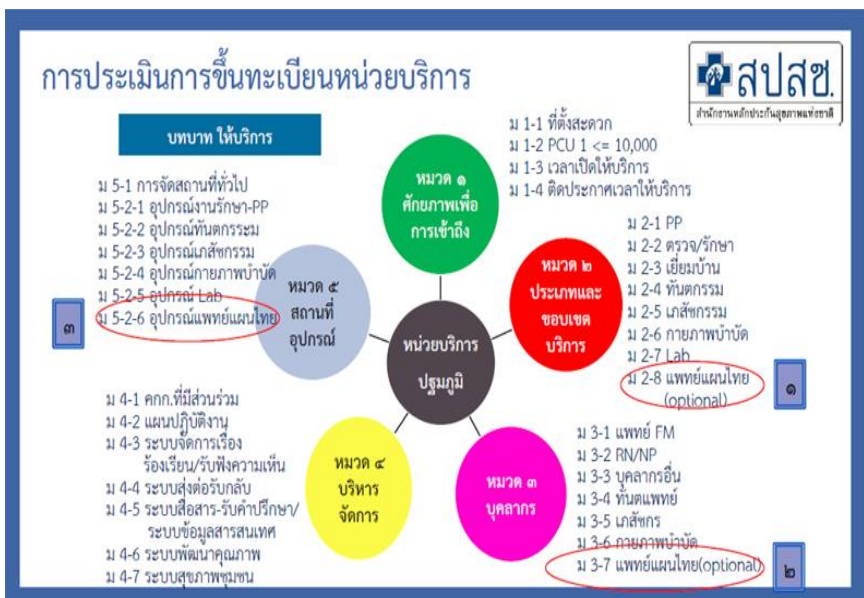 การประเมินการขึ้นทะเบียนหน่วยบริการ
สปสช.
สำนักงานหลักประกันสุขภาพแห่งชาติ
บทบาท ให้บริการ
หมวด ๑
ศักยภาพเพื่อ
การเข้าถึง
ม 1-1 ที่ตั้งสะดวก
ม 1-2 PCU 1 <= 10,000
ม 1-3 เวลาเปิดให้บริการ
ม 1-4 ติดประกาศเวลาให้บริการ
หมวด ๒
ประเภทและ
ขอบเขต
บริการ
ม 2-1 PP
ม 2-2 ตรวจ/รักษา
ม 2-3 เยี่ยมบ้าน
ม 2-4 ทันตกรรม
ม 2-5 เภสัชกรรม
ม 2-6 กายภาพบำบัด
ม 2-7 Lab
ม 2-8 แพทย์แผนไทย
(optional)
๑
หมวด ๓
บุคลากร
ม 3-1 แพทย์ FM
ม 3-2 RN/NP
ม 3-3 บุคลากรอื่น
ม 3-4 ทันตแพทย์
ม 3-5 เภสัชกร
ม 3-6 กายภาพบำบัด
ม 3-7 แพทย์แผนไทย(optional)
๒
หมวด ๔
บริหาร
จัดการ
ม 4-1 คกก.ที่มีส่วนร่วม
ม 4-2 แผนปฏิบัติงาน
ม 4-3 ระบบจัดการเรื่อง
ร้องเรียน/รับฟังความเห็น
ม 4-4 ระบบส่งต่อรับกลับ
ม 4-5 ระบบสื่อสาร-รับคำปรึกษา/
ระบบข้อมูลสารสนเทศ
ม 4-6 ระบบพัฒนาคุณภาพ
ม 4-7 ระบบสุขภาพชุมชน
หมวด ๕
สถานที่
อุปกรณ์
ม 5-1 การจัดสถานที่ทั่วไป
ม 5-2-1 อุปกรณ์งานรักษา-PP
ม 5-2-2 อุปกรณ์ทันตกรรระม
ม 5-2-3 อุปกรณ์เภสัชกรรม
ม 5-2-4 อุปกรณ์กายภาพบำบัด
ม 5-2-5 อุปกรณ์ Lab
ม 5-2-6 อุปกรณ์แพทย์แผนไทย
๓
หน่วยบริการ
ปฐมภูมิ